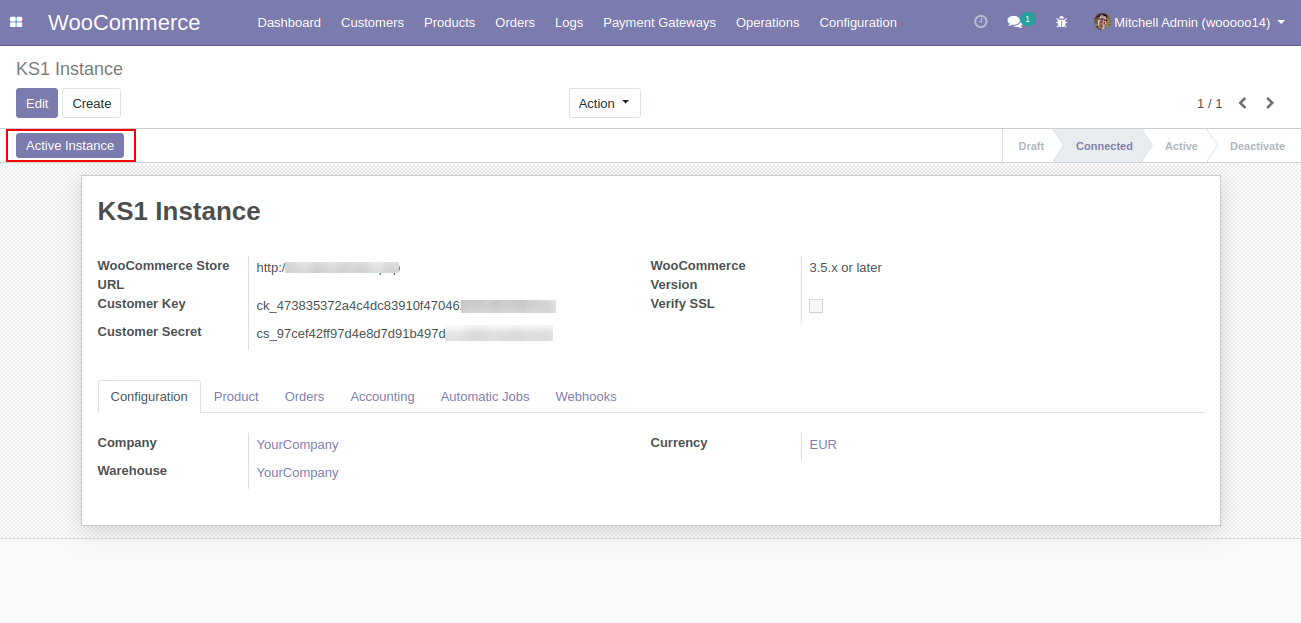 WooCommerce Dashboard Customers Products Orders Logs Payment Gateways Operations Configuration 1 Mitchell Admin (wooooo14)
KS1 Instance
Edit Create Action 1 / 1
Active Instance Draft Connected Active Deactivate
KS1 Instance
WooCommerce Store URL http:/
WooCommerce Version 3.5.x or later
Customer Key ck_473835372a4c4dc83910f47046
Verify SSL
Customer Secret cs_97cef42ff97d4e8d7d91b497d
Configuration Product Orders Accounting Automatic Jobs Webhooks
Company YourCompany Currency EUR
Warehouse YourCompany